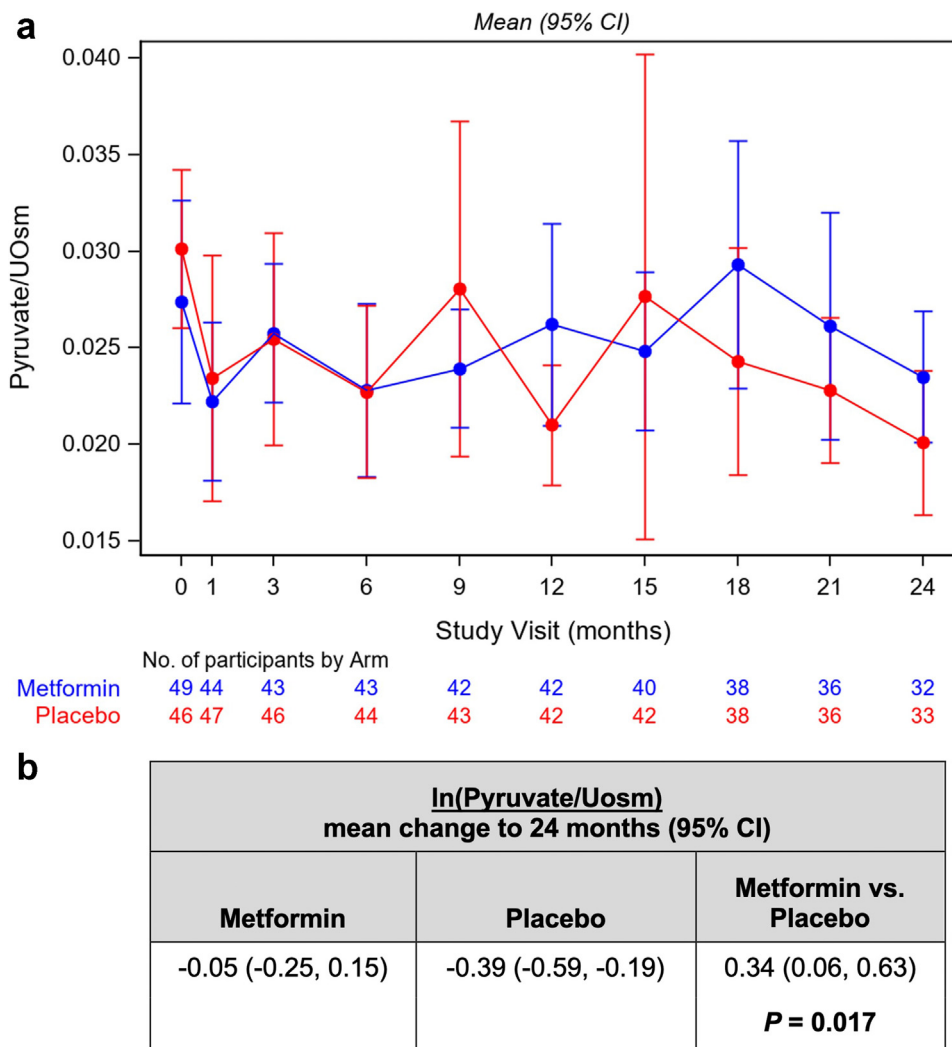 a
Mean (95% CI)
Pyruvate/UOsm
0.040
0.035
0.030
0.025
0.020
0.015
0 1 3 6 9 12 15 18 21 24
Study Visit (months)
No. of participants by Arm
Metformin 49 44 43 43 42 42 40 38 36 32
Placebo 46 47 46 44 43 42 42 38 36 33
b
ln(Pyruvate/Uosm)
mean change to 24 months (95% CI)
Metformin Placebo Metformin vs. Placebo
-0.05 (-0.25, 0.15) -0.39 (-0.59, -0.19) 0.34 (0.06, 0.63)
P = 0.017